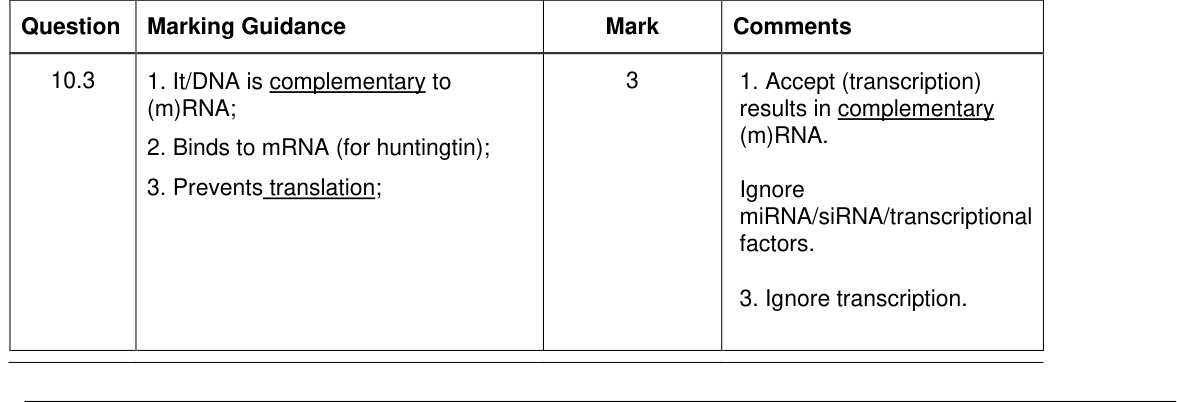 Question Marking Guidance Mark Comments
10.3
1. It/DNA is complementary to
(m)RNA;
2. Binds to mRNA (for huntingtin);
3. Prevents translation;
3
1. Accept (transcription)
results in complementary
(m)RNA.
Ignore
miRNA/siRNA/transcriptional
factors.
3. Ignore transcription.